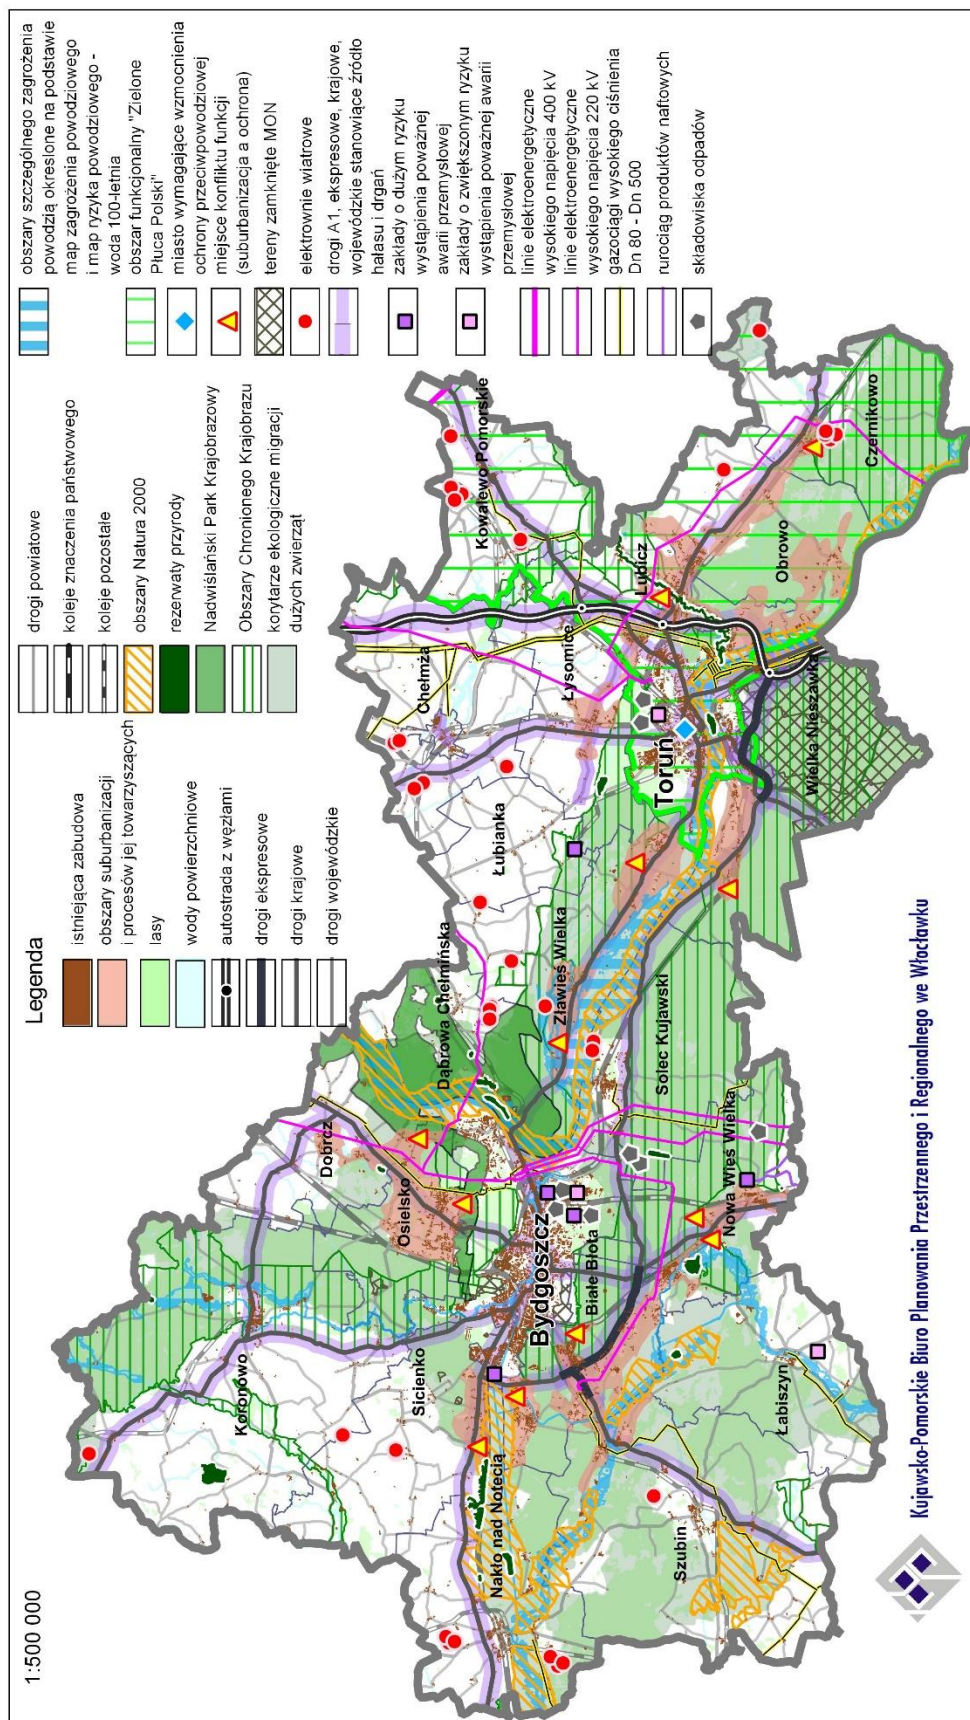 1:500 000
Legenda
istniejąca zabudowa
obszary suburbanizacji
i procesów jej towarzyszących
lasy
wody powierzchniowe
autostrada z węzłami
drogi ekspresowe
drogi krajowe
drogi wojewódzkie
drogi powiatowe
koleje znaczenia państwowego
koleje pozostałe
obszary Natura 2000
rezerwaty przyrody
Nadwiślański Park Krajobrazowy
Obszary Chronionego Krajobrazu
korytarze ekologiczne migracji
dużych zwierząt
obszary szczególnego zagrożenia
powodzią określone na podstawie
map zagrożenia powodziowego
i map ryzyka powodziowego -
woda 100-letnia
obszar funkcjonalny "Zielone
Płuca Polski"
miasto wymagające wzmocnienia
ochrony przeciwpowodziowej
miejsce konfliktu funkcji
(suburbanizacja a ochrona)
tereny zamknięte MON
elektrownie wiatrowe
drogi A 1, ekspresowe, krajowe,
wojewódzkie stanowiące źródło
hałasu i drgań
zakłady o dużym ryzyku
wystąpienia poważnej
awarii przemysłowej
zakłady o zwiększonym ryzyku
wystąpienia poważnej awarii
przemysłowej
linie elektroenergetyczne
wysokiego napięcia 400 kV
linie elektroenergetyczne
wysokiego napięcia 220 kV
gazociągi wysokiego ciśnienia
Dn 80 - Dn 500
rurociąg produktów naftowych
składowiska odpadów
Koronowo
Dobrcz
Osielsko
Dąbrowa Chełmińska
Sicienko
Nakło nad Notecią
Bydgoszcz
Białe Błota
Szubin
Łabiszyn
Nowa Wieś Wielka
Solec Kujawski
Zławieś Wielka
Łubianka
Chełmża
Łysomice
Kowalewo Pomorskie
Toruń
Lubicz
Wielka Nieszawka
Obrowo
Czernikowo
Kujawsko-Pomorskie Biuro Planowania Przestrzennego i Regionalnego we Włocławku